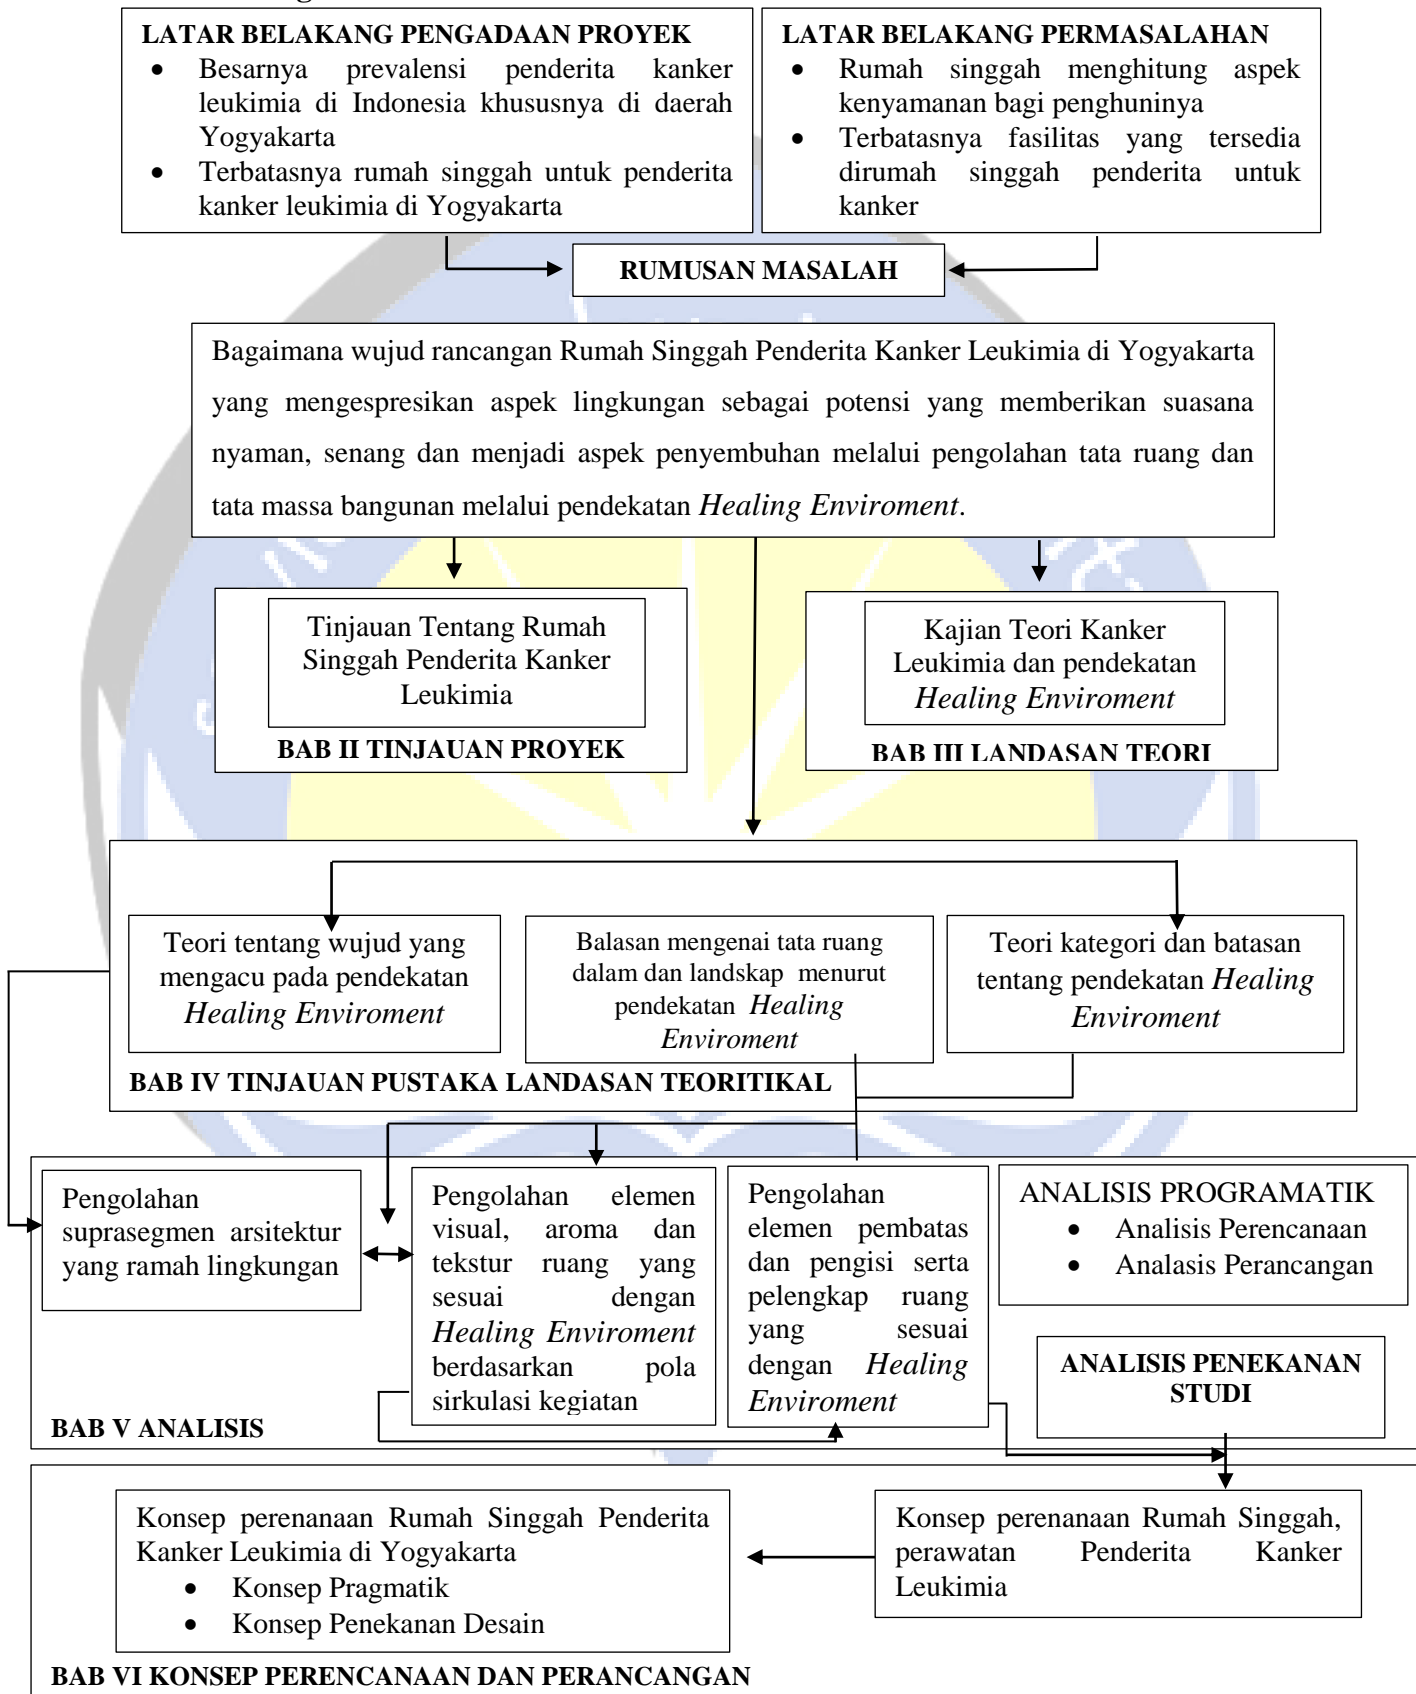 LATAR BELAKANG PENGADAAN PROYEK
• Besarnya prevalensi penderita kanker
leukimia di Indonesia khususnya di daerah
Yogyakarta
• Terbatasnya rumah singgah untuk penderita
kanker leukimia di Yogyakarta
LATAR BELAKANG PERMASALAHAN
• Rumah singgah menghitung aspek
kenyamanan bagi penghuninya
• Terbatasnya fasilitas yang tersedia
dirumah singgah penderita untuk
kanker
RUMUSAN MASALAH
Bagaimana wujud rancangan Rumah Singgah Penderita Kanker Leukimia di Yogyakarta
yang mengespresikan aspek lingkungan sebagai potensi yang memberikan suasana
nyaman, senang dan menjadi aspek penyembuhan melalui pengolahan tata ruang dan
tata massa bangunan melalui pendekatan Healing Enviroment.
Tinjauan Tentang Rumah
Singgah Penderita Kanker
Leukimia
BAB II TINJAUAN PROYEK
Kajian Teori Kanker
Leukimia dan pendekatan
Healing Enviroment
BAB III LANDASAN TEORI
Teori tentang wujud yang
mengacu pada pendekatan
Healing Enviroment
Balasan mengenai tata ruang
dalam dan landskap menurut
pendekatan Healing
Enviroment
Teori kategori dan batasan
tentang pendekatan Healing
Enviroment
BAB IV TINJAUAN PUSTAKA LANDASAN TEORITIKAL
Pengolahan
suprasegmen arsitektur
yang ramah lingkungan
Pengolahan elemen
visual, aroma dan
tekstur ruang yang
sesuai dengan
Healing Enviroment
berdasarkan pola
sirkulasi kegiatan
Pengolahan
elemen pembatas
dan pengisi serta
pelengkap ruang
yang sesuai
dengan Healing
Enviroment
ANALISIS PROGRAMATIK
• Analisis Perencanaan
• Analasis Perancangan
ANALISIS PENEKANAN
STUDI
BAB V ANALISIS
Konsep perenanaan Rumah Singgah Penderita
Kanker Leukimia di Yogyakarta
• Konsep Pragmatik
• Konsep Penekanan Desain
Konsep perenanaan Rumah Singgah,
perawatan Penderita Kanker
Leukimia
BAB VI KONSEP PERENCANAAN DAN PERANCANGAN